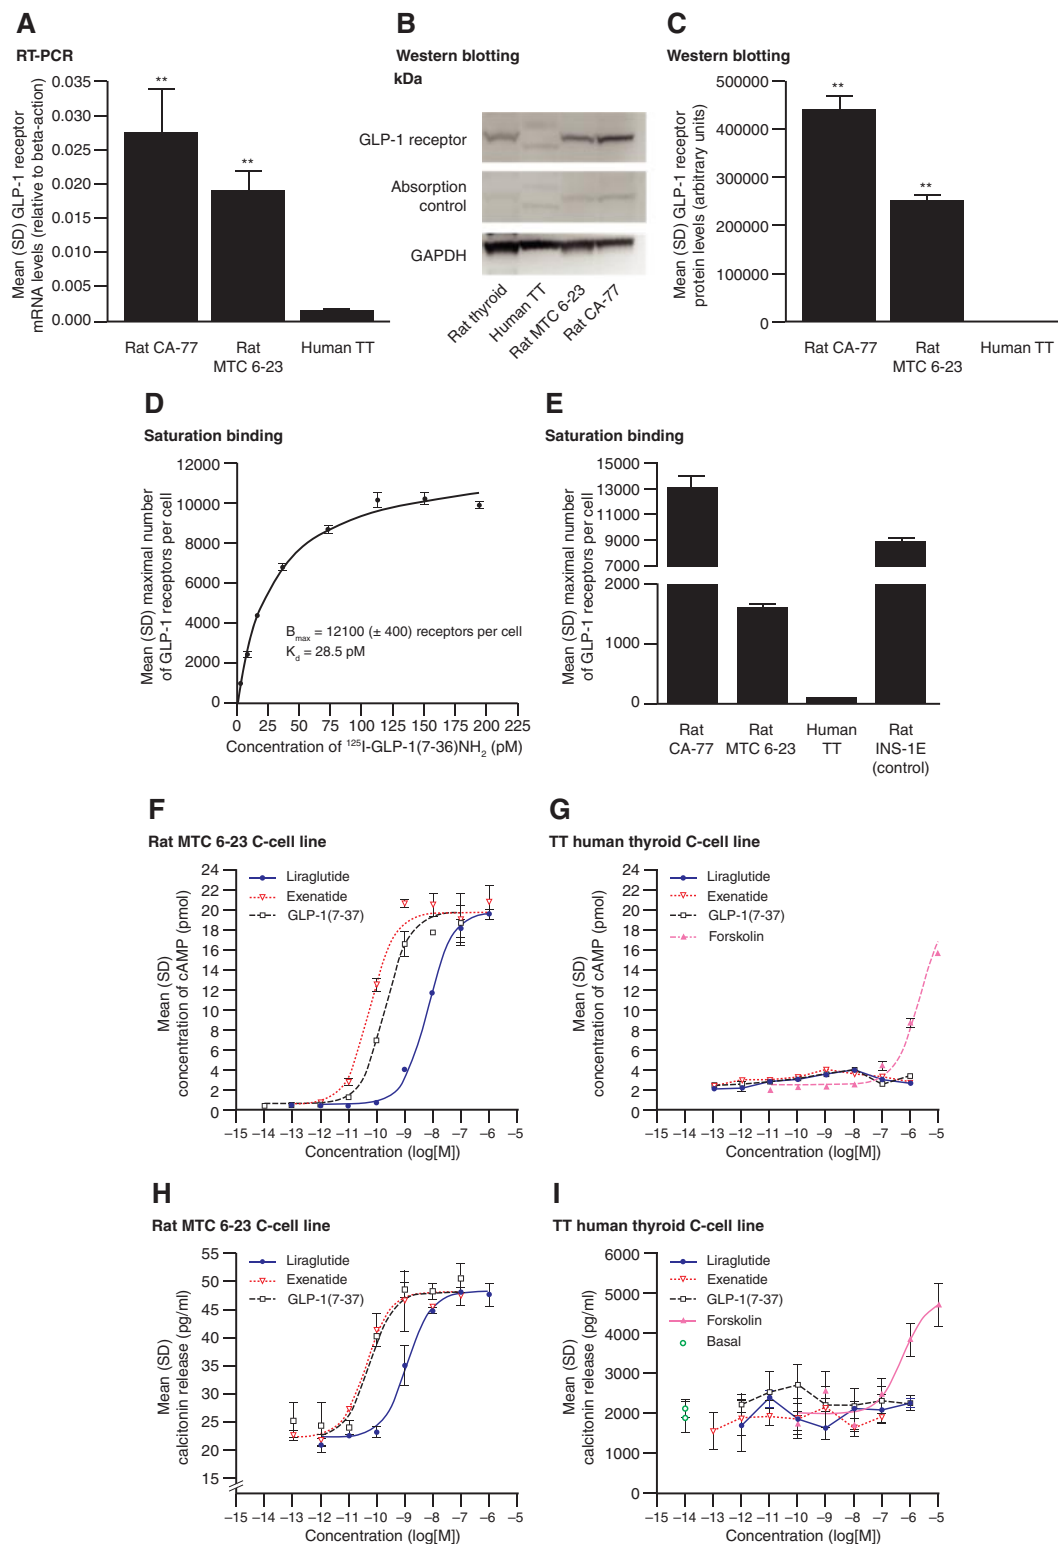 A
RT-PCR
Mean (SD) GLP-1 receptor
mRNA levels (relative to beta-action)
0.035
0.030
0.025
0.020
0.015
0.010
0.005
0.000
**
**
Rat CA-77
Rat
MTC 6-23
Human TT
B
Western blotting
kDa
GLP-1 receptor
Absorption
control
GAPDH
Rat thyroid
Human TT
Rat MTC 6-23
Rat CA-77
C
Western blotting
Mean (SD) GLP-1 receptor
protein levels (arbitrary units)
500000
400000
300000
200000
100000
0
**
**
Rat CA-77
Rat
MTC 6-23
Human TT
D
Saturation binding
Mean (SD) maximal number
of GLP-1 receptors per cell
12000
10000
8000
6000
4000
2000
0
Bmax = 12100 (± 400) receptors per cell
Kd = 28.5 pM
0 25 50 75 100 125 150 175 200 225
Concentration of 125I-GLP-1(7-36)NH2 (pM)
E
Saturation binding
Mean (SD) maximal number
of GLP-1 receptors per cell
15000
13000
11000
9000
7000
2000
1000
0
Rat
CA-77
Rat
MTC 6-23
Human
TT
Rat
INS-1E
(control)
F
Rat MTC 6-23 C-cell line
Mean (SD)
concentration of cAMP (pmol)
24
22
20
18
16
14
12
10
8
6
4
2
0
Liraglutide
Exenatide
GLP-1(7-37)
–15 –14 –13 –12 –11 –10 –9 –8 –7 –6 –5
Concentration (log[M])
G
TT human thyroid C-cell line
Mean (SD)
concentration of cAMP (pmol)
24
22
20
18
16
14
12
10
8
6
4
2
0
Liraglutide
Exenatide
GLP-1(7-37)
Forskolin
–15 –14 –13 –12 –11 –10 –9 –8 –7 –6 –5
Concentration (log[M])
H
Rat MTC 6-23 C-cell line
Mean (SD)
calcitonin release (pg/ml)
55
50
45
40
35
30
25
20
15
Liraglutide
Exenatide
GLP-1(7-37)
–15 –14 –13 –12 –11 –10 –9 –8 –7 –6 –5
Concentration (log[M])
I
TT human thyroid C-cell line
Mean (SD)
calcitonin release (pg/ml)
6000
5000
4000
3000
2000
1000
0
Liraglutide
Exenatide
GLP-1(7-37)
Forskolin
Basal
–15 –14 –13 –12 –11 –10 –9 –8 –7 –6 –5
Concentration (log[M])